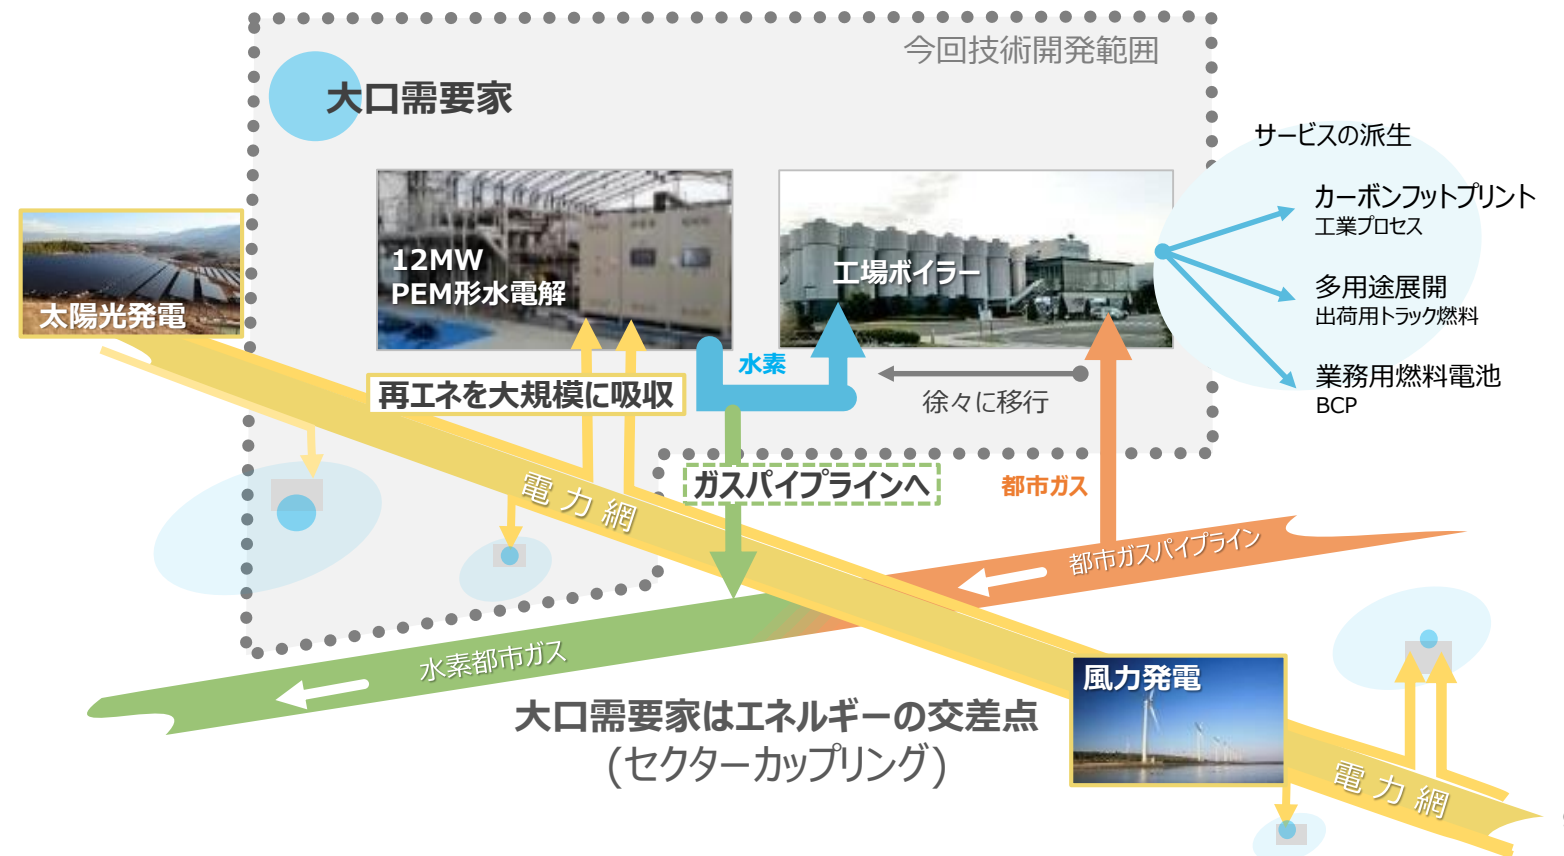 今回技術開発範囲
大口需要家
サービスの派生
カーボンフットプリント
工業プロセス
多用途展開
出荷用トラック燃料
業務用燃料電池
BCP
太陽光発電
12MW
PEM形水電解
工場ボイラー
水素
再エネを大規模に吸収
徐々に移行
ガスパイプラインへ
都市ガス
電力網
都市ガスパイプライン
水素都市ガス
風力発電
大口需要家はエネルギーの交差点
(セクターカップリング)
電力網